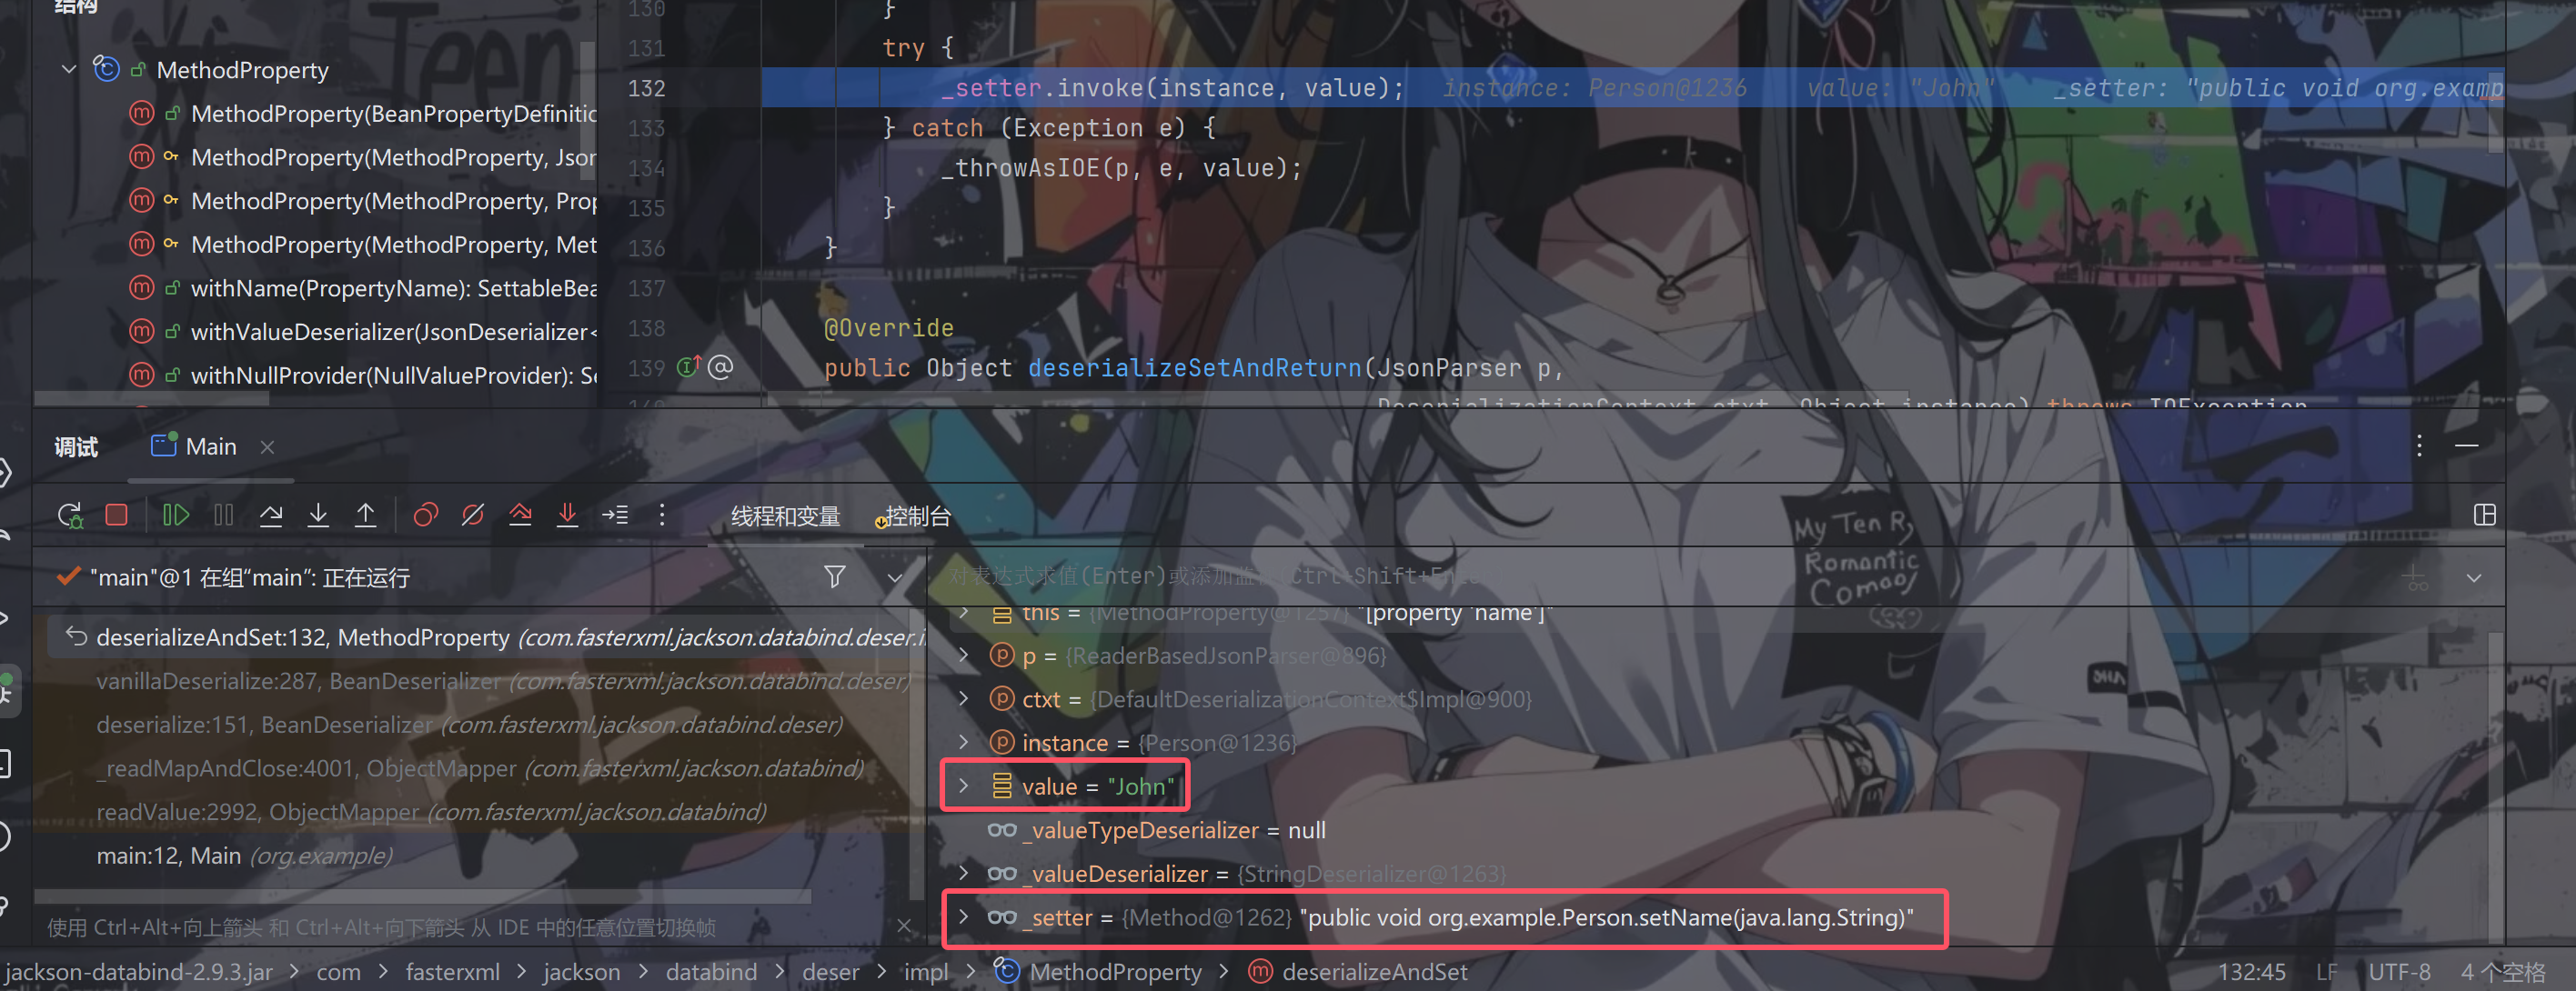 结构
MethodProperty
MethodProperty(BeanPropertyDefinitic
MethodProperty(MethodProperty, Jsor
MethodProperty(MethodProperty, Prop
MethodProperty(MethodProperty, Met
withName(PropertyName): SettableBea
withValueDeserializer(JsonDeserializer<
withNullProvider(NullValueProvider): Se
130 }
131 try {
132 _setter.invoke(instance, value); instance: Person@1236 value: "John" _setter: "public void org.examp
133 } catch (Exception e) {
134 _throwAsIOE(p, e, value);
135 }
136 }
137
138 @Override
139 public Object deserializeSetAndReturn(JsonParser p,
140 DeserializationContext ctxt, Object instance) throws IOException
调试 Main
线程和变量 控制台
"main"@1 在组“main”: 正在运行
deserializeAndSet:132, MethodProperty (com.fasterxml.jackson.databind.deser.i
vanillaDeserialize:287, BeanDeserializer (com.fasterxml.jackson.databind.deser)
deserialize:151, BeanDeserializer (com.fasterxml.jackson.databind.deser)
_readMapAndClose:4001, ObjectMapper (com.fasterxml.jackson.databind)
readValue:2992, ObjectMapper (com.fasterxml.jackson.databind)
main:12, Main (org.example)
使用 Ctrl+Alt+向上箭头 和 Ctrl+Alt+向下箭头 从 IDE 中的任意位置切换帧
对表达式求值(Enter)或添加监视(Ctrl+Shift+Enter)
this = {MethodProperty@1257} "[property 'name']"
p = {ReaderBasedJsonParser@896}
ctxt = {DefaultDeserializationContext$Impl@900}
instance = {Person@1236}
value = "John"
_valueTypeDeserializer = null
_valueDeserializer = {StringDeserializer@1263}
_setter = {Method@1262} "public void org.example.Person.setName(java.lang.String)"
My Ten R
Romantic
jackson-databind-2.9.3.jar > com > fasterxml > jackson > databind > deser > impl > MethodProperty > deserializeAndSet
132:45 LF UTF-8 4 个空格